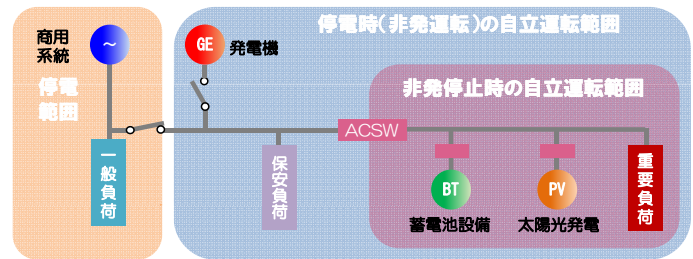 停電時(非発運転)の自立運転範囲
商用
系統
～
GE
発電機
停電
範囲
非発停止時の自立運転範囲
ACSW
一般負荷
保安負荷
BT
PV
重要負荷
蓄電池設備
太陽光発電